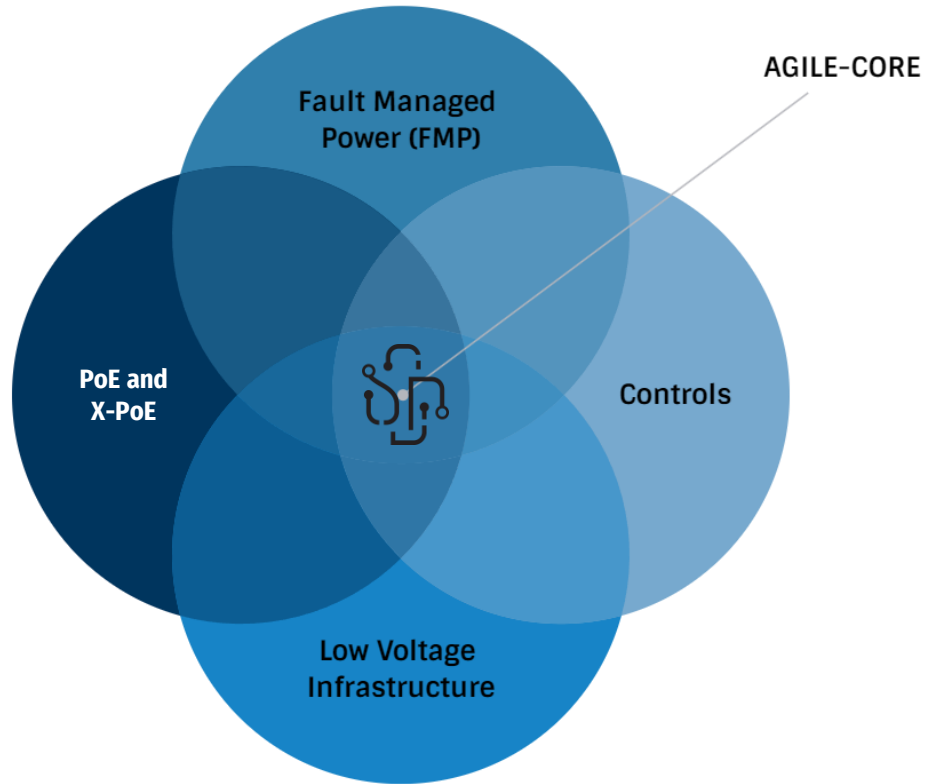 AGILE-CORE
Fault Managed
Power (FMP)
PoE and
X-PoE
Controls
Low Voltage
Infrastructure